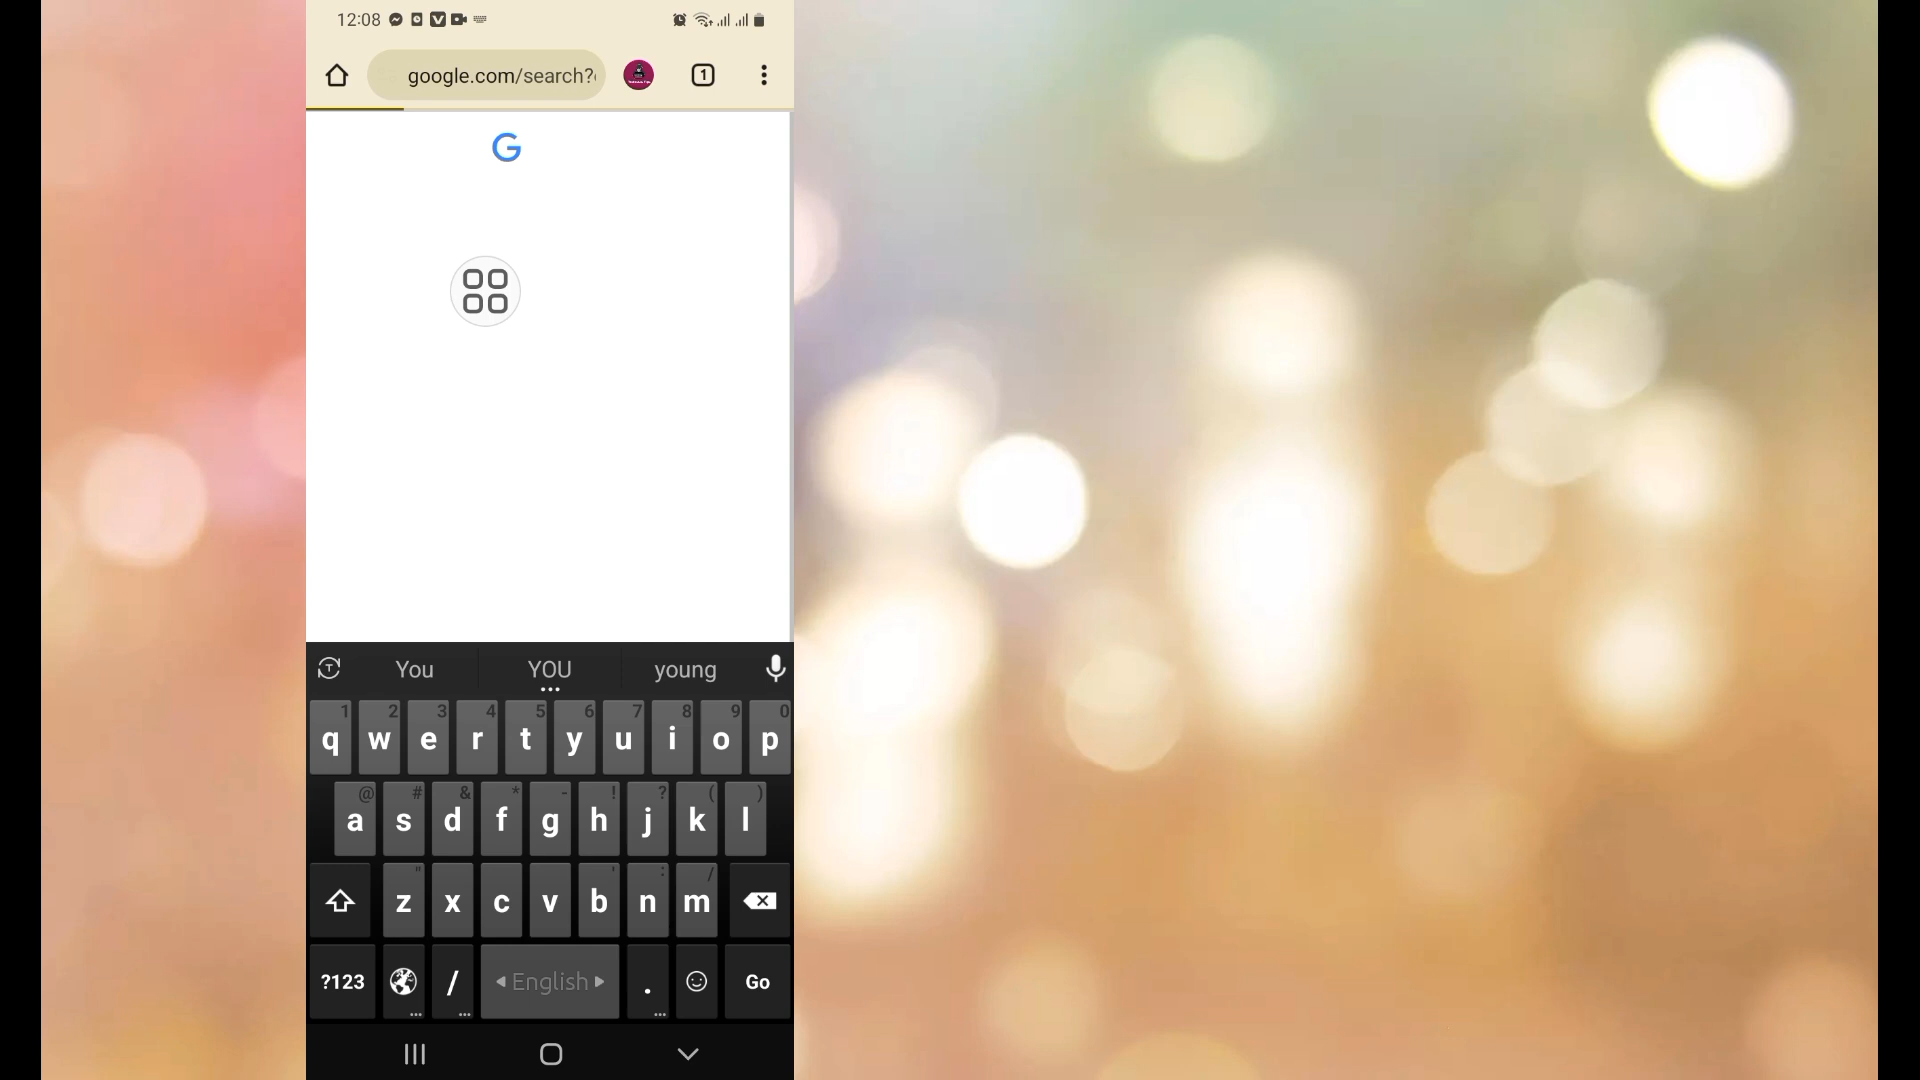 12:08
google.com/search?
1
G
You YOU young
1 2 3 4 5 6 7 8 9 0
q w e r t y u i o p
@ # & * - ! ? ( )
a s d f g h j k l
" ' : /
z x c v b n m
?123 / English . Go